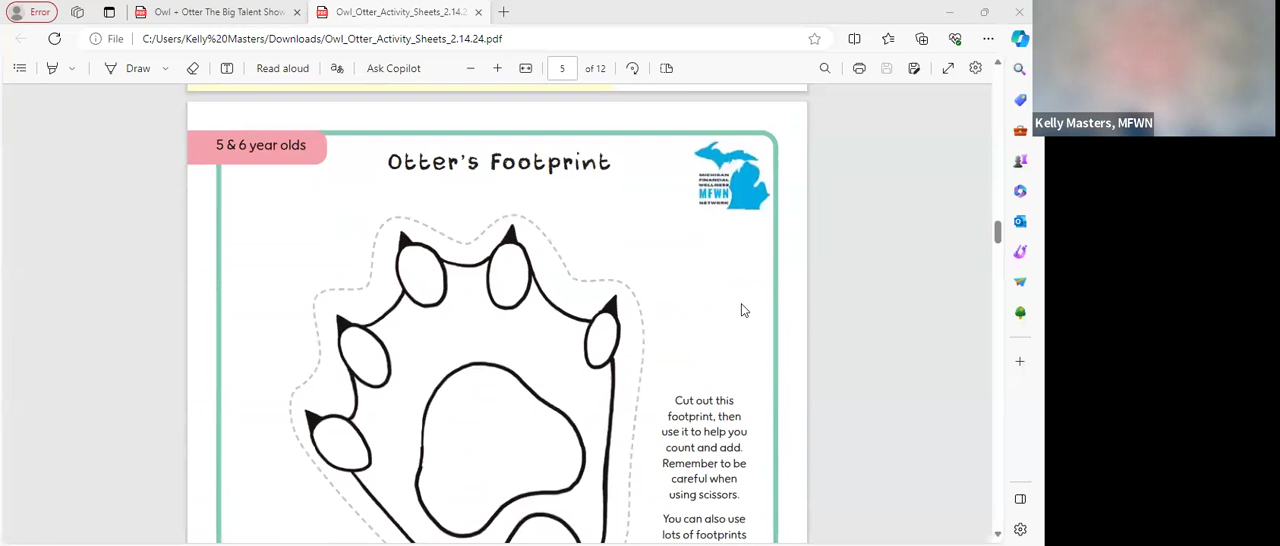 Error
Owl + Otter The Big Talent Show
Owl_Otter_Activity_Sheets_2.14.2
File
C:/Users/Kelly%20Masters/Downloads/Owl_Otter_Activity_Sheets_2.14.24.pdf
Draw
Read aloud
Ask Copilot
5
of 12
Kelly Masters, MFWN
5 & 6 year olds
Otter's Footprint
MICHIGAN
FINANCIAL
WELLNESS
MFWN
NETWORK
Cut out this
footprint, then
use it to help you
count and add.
Remember to be
careful when
using scissors.
You can also use
lots of footprints